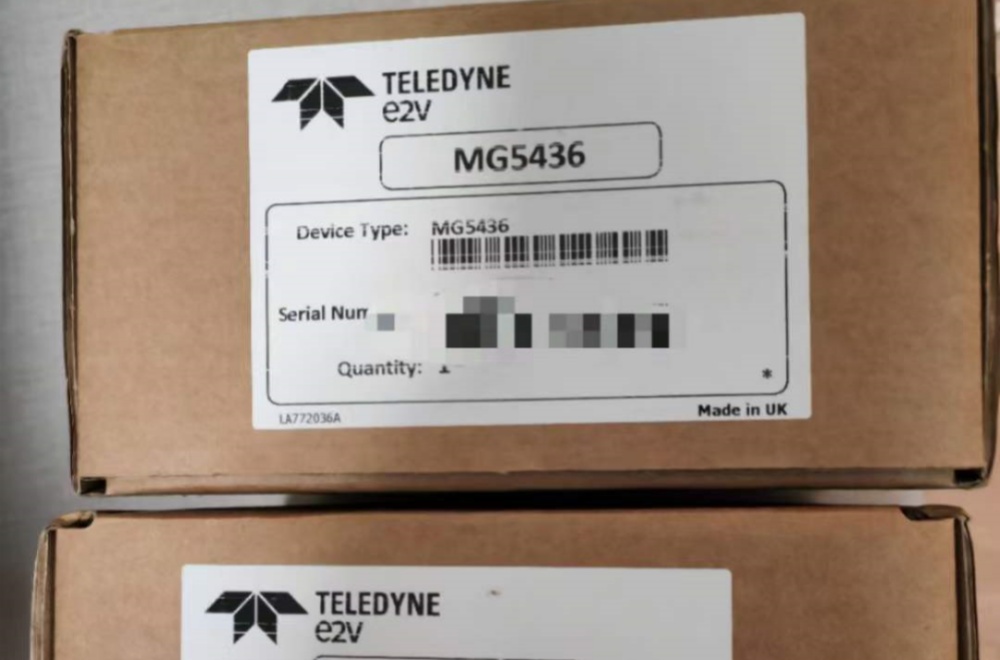 TELEDYNE
e2V
MG5436
Device Type: MG5436
Serial Num
Quantity:
*
LA772036A
Made in UK
TELEDYNE
e2V